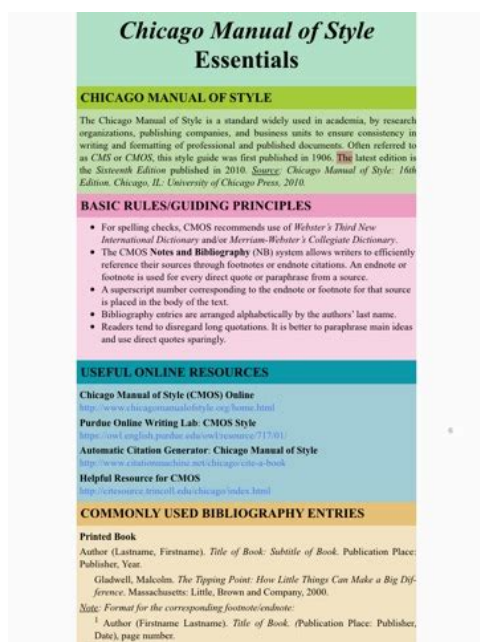 Chicago Manual of Style
Essentials
CHICAGO MANUAL OF STYLE
The Chicago Manual of Style is a standard widely used in academia, by research
organizations, publishing companies, and business units to ensure consistency in
writing and formatting of professional and published documents. Often referred to
as CMS or CMOS, this style guide was first published in 1906. The latest edition is
the Sixteenth Edition published in 2010. Source: Chicago Manual of Style: 16th
Edition. Chicago, IL: University of Chicago Press, 2010.
BASIC RULES/GUIDING PRINCIPLES
• For spelling checks, CMOS recommends use of Webster's Third New
International Dictionary and/or Merriam-Webster's Collegiate Dictionary.
• The CMOS Notes and Bibliography (NB) system allows writers to efficiently
reference their sources through footnotes or endnote citations. An endnote or
footnote is used for every direct quote or paraphrase from a source.
• A superscript number corresponding to the endnote or footnote for that source
is placed in the body of the text.
• Bibliography entries are arranged alphabetically by the authors' last name.
• Readers tend to disregard long quotations. It is better to paraphrase main ideas
and use direct quotes sparingly.
USEFUL ONLINE RESOURCES
Chicago Manual of Style (CMOS) Online
http://www.chicagomanualofstyle.org/home.html
Purdue Online Writing Lab: CMOS Style
https://owl.english.purdue.edu/owl/resource/717/01/
Automatic Citation Generator: Chicago Manual of Style
http://www.citationmachine.net/chicago/cite-a-book
Helpful Resource for CMOS
http://citesource.trincoll.edu/chicago/index.html
COMMONLY USED BIBLIOGRAPHY ENTRIES
Printed Book
Author (Lastname, Firstname). Title of Book: Subtitle of Book. Publication Place:
Publisher, Year.
Gladwell, Malcolm. The Tipping Point: How Little Things Can Make a Big Dif-
ference. Massachusetts: Little, Brown and Company, 2000.
Note: Format for the corresponding footnote/endnote:
1 Author (Firstname Lastname). Title of Book. (Publication Place: Publisher,
Date), page number.